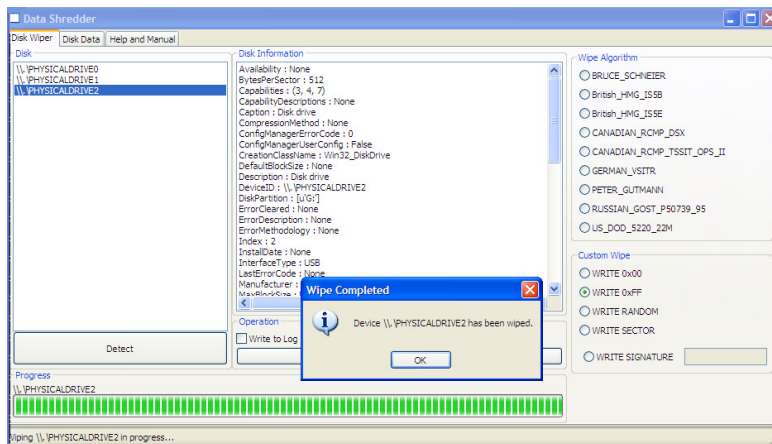 Data Shredder
Disk Wiper Disk Data Help and Manual
Disk
\\.\PHYSICALDRIVE0
\\.\PHYSICALDRIVE1
\\.\PHYSICALDRIVE2
Detect
Disk Information
Availability : None
BytesPerSector : 512
Capabilities : (3, 4, 7)
CapabilityDescriptions : None
Caption : Disk drive
CompressionMethod : None
ConfigManagerErrorCode : 0
ConfigManagerUserConfig : False
CreationClassName : Win32_DiskDrive
DefaultBlockSize : None
Description : Disk drive
DeviceID : \\.\PHYSICALDRIVE2
DiskPartition : [u'G:']
ErrorCleared : None
ErrorDescription : None
ErrorMethodology : None
Index : 2
InstallDate : None
InterfaceType : USB
LastErrorCode : None
Manufacturer :
MaxBlockSize :
Operation
Write to Log
Wipe Completed
Device \\.\PHYSICALDRIVE2 has been wiped.
OK
Wipe Algorithm
BRUCE_SCHNEIER
British_HMG_IS5B
British_HMG_IS5E
CANADIAN_RCMP_DSX
CANADIAN_RCMP_TSSIT_OPS_II
GERMAN_VSITR
PETER_GUTMANN
RUSSIAN_GOST_P50739_95
US_DOD_5220_22M
Custom Wipe
WRITE 0x00
WRITE 0xFF
WRITE RANDOM
WRITE SECTOR
WRITE SIGNATURE
Progress
\\.\PHYSICALDRIVE2
Wiping \\.\PHYSICALDRIVE2 in progress...